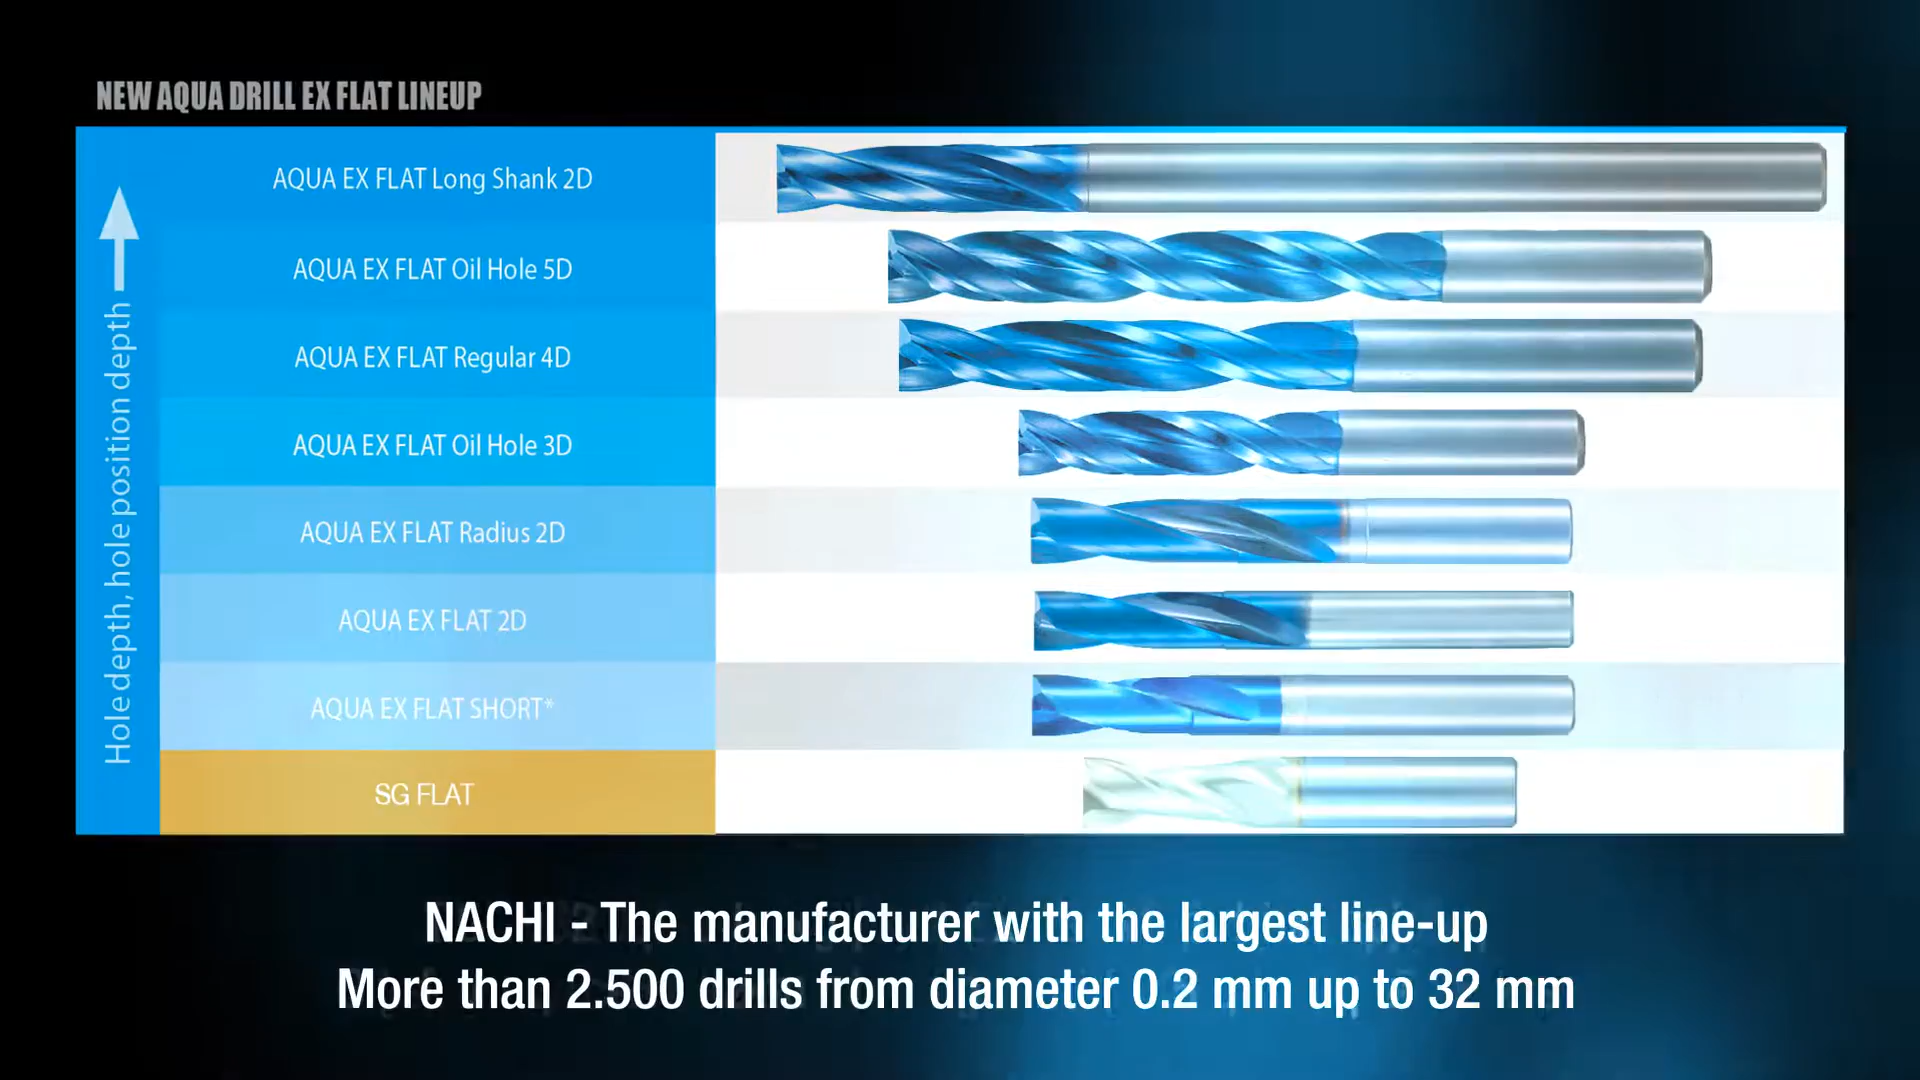 NEW AQUA DRILL EX FLAT LINEUP
Hole depth, hole position depth
AQUA EX FLAT Long Shank 2D
AQUA EX FLAT Oil Hole 5D
AQUA EX FLAT Regular 4D
AQUA EX FLAT Oil Hole 3D
AQUA EX FLAT Radius 2D
AQUA EX FLAT 2D
AQUA EX FLAT SHORT*
SG FLAT
NACHI - The manufacturer with the largest line-up
More than 2.500 drills from diameter 0.2 mm up to 32 mm